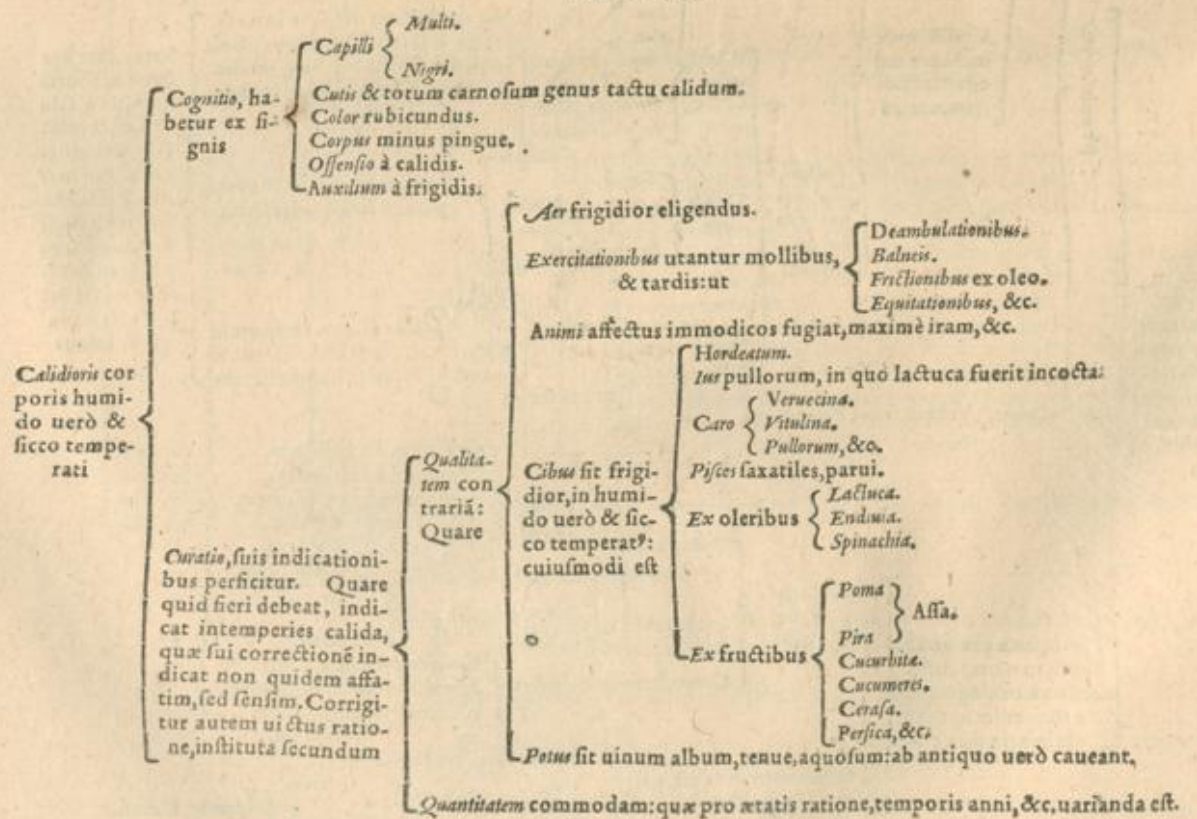 Calidioris cor
poris humi-
do uerò &
sicco tempe-
rati
Cognitio, ha-
betur ex si-
gnis
Capilli
Multi.
Nigri.
Cutis & totum carnosum genus tactu calidum.
Color rubicundus.
Corpus minus pingue.
Offensio à calidis.
Auxilium à frigidis.
Curatio, suis indicationi-
bus perficitur. Quare
quid fieri debeat, indi-
cat intemperies calida,
quæ sui correctionē in-
dicat non quidem affa-
tim, sed sensim. Corrigi-
tur autem uictus ratio-
ne, instituta secundum
Qualita-
tem con
trariã:
Quare
Aer frigidior eligendus.
Exercitationibus utantur mollibus,
& tardis: ut
Deambulationibus.
Balneis.
Frictionibus ex oleo.
Equitationibus, &c.
Animi affectus immodicos fugiat, maximè iram, &c.
Cibus sit frigi-
dior, in humi-
do uerò & sic-
co temperatꝰ:
cuiusmodi est
Hordeatum.
Ius pullorum, in quo lactuca fuerit incocta:
Caro
Veruecina.
Vitulina.
Pullorum, &c.
Pisces saxatiles, parui.
Ex oleribus
Lactuca.
Endiuia.
Spinachia.
Ex fructibus
Poma
Pira
Assa.
Cucurbitæ.
Cucumeres.
Cerasa.
Persica, &c.
Potus sit uinum album, tenue, aquosum: ab antiquo uerò caueant.
Quantitatem commodam: quæ pro ætatis ratione, temporis anni, &c, uarianda est.